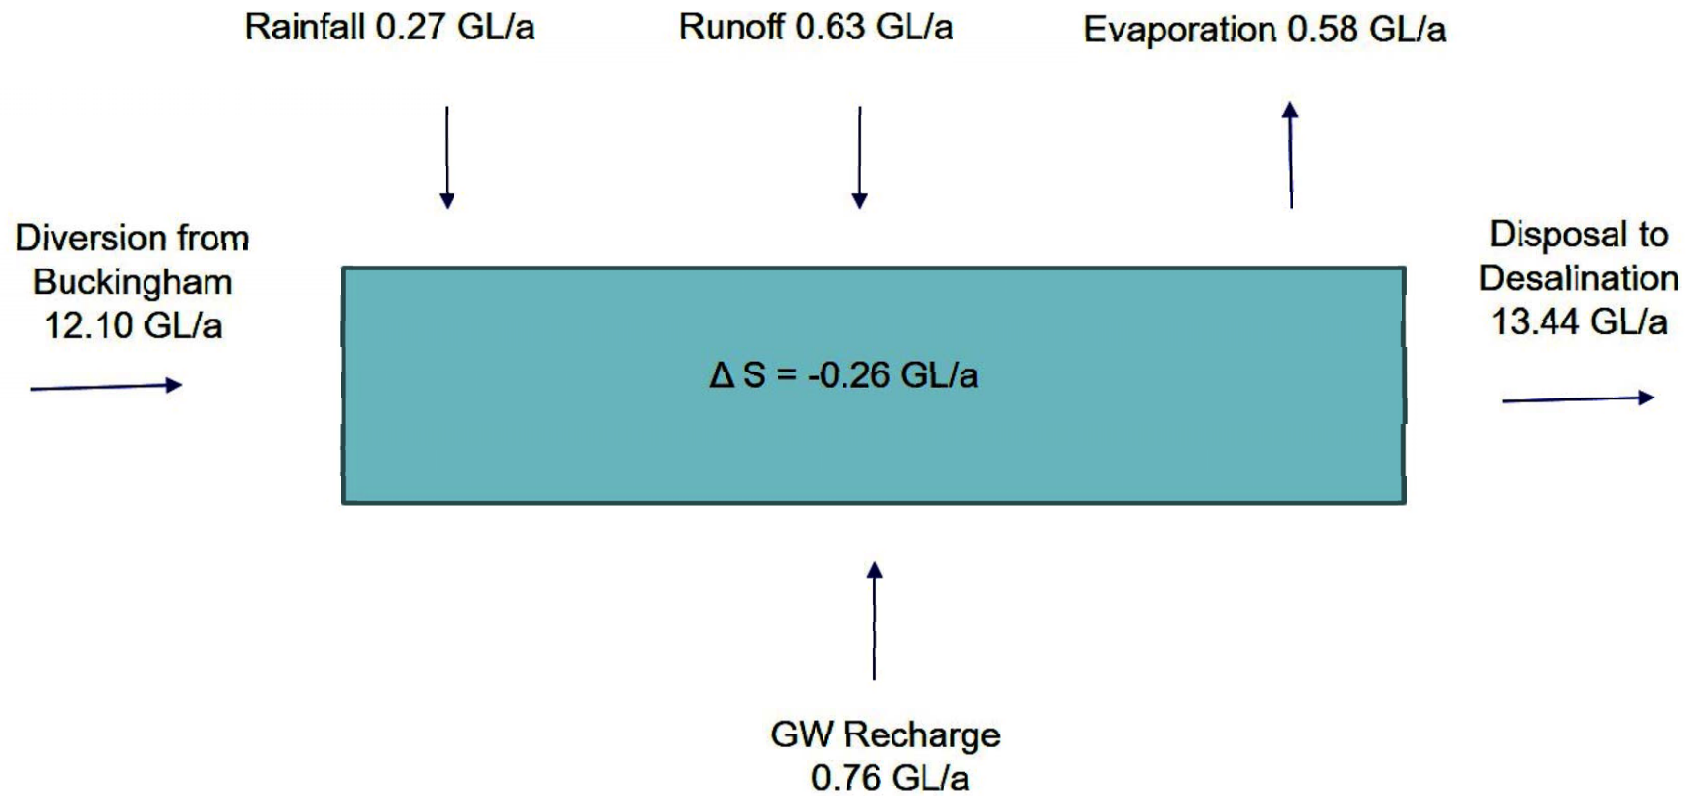 Rainfall 0.27 GL/a
Runoff 0.63 GL/a
Evaporation 0.58 GL/a
Diversion from
Buckingham
12.10 GL/a
Disposal to
Desalination
13.44 GL/a
Δ S = -0.26 GL/a
GW Recharge
0.76 GL/a